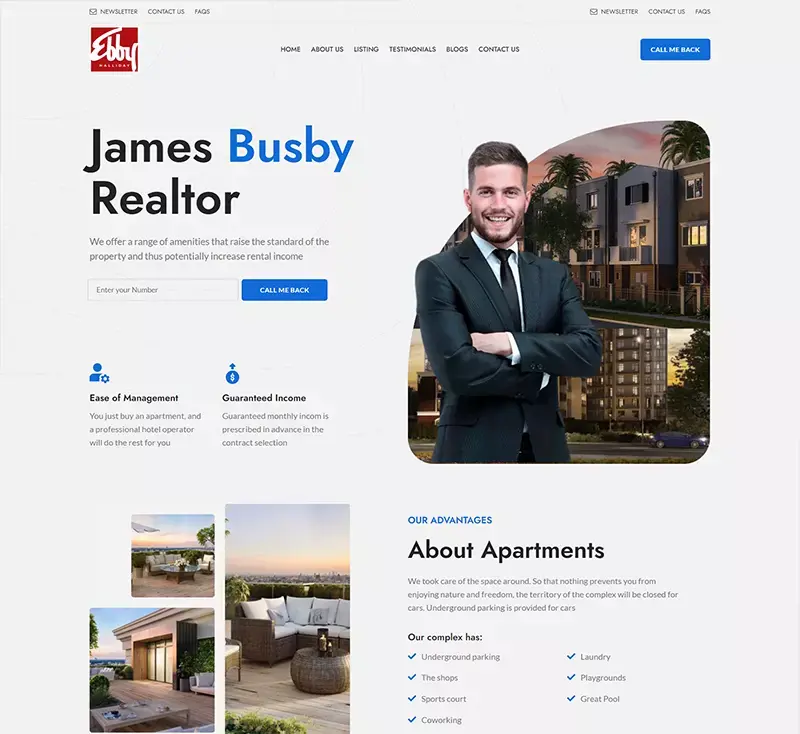 NEWSLETTER CONTACT US FAQS
NEWSLETTER CONTACT US FAQS
Ebby
HALLIDAY
HOME ABOUT US LISTING TESTIMONIALS BLOGS CONTACT US
CALL ME BACK
James Busby
Realtor
We offer a range of amenities that raise the standard of the
property and thus potentially increase rental income
Enter your Number
CALL ME BACK
Ease of Management
You just buy an apartment, and
a professional hotel operator
will do the rest for you
Guaranteed Income
Guaranteed monthly incom is
prescribed in advance in the
contract selection
OUR ADVANTAGES
About Apartments
We took care of the space around. So that nothing prevents you from
enjoying nature and freedom, the territory of the complex will be closed for
cars. Underground parking is provided for cars
Our complex has:
Underground parking
The shops
Sports court
Coworking
Laundry
Playgrounds
Great Pool